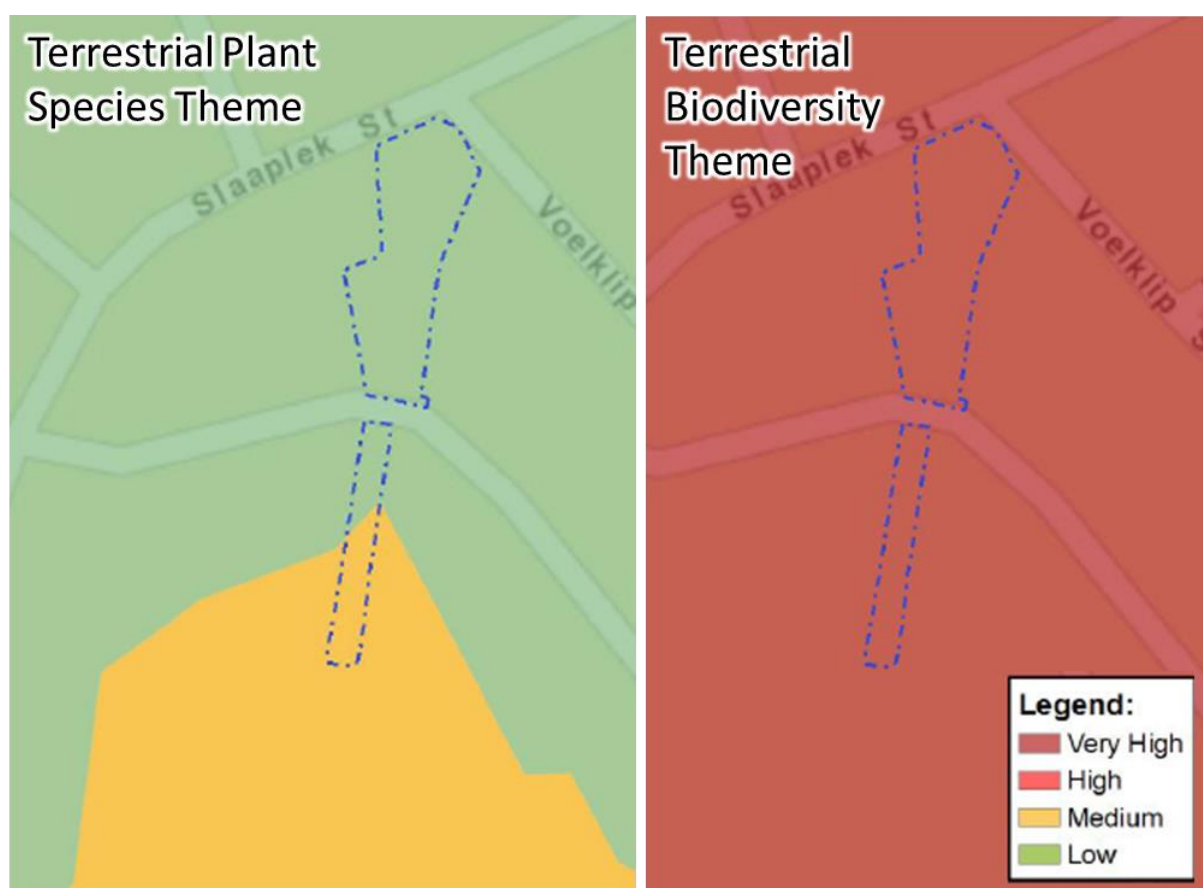 Terrestrial Plant
Species Theme
Slaaplek St
Voelklip
Terrestrial
Biodiversity
Theme
Slaaplek St
Voelklip S
Legend:
Very High
High
Medium
Low